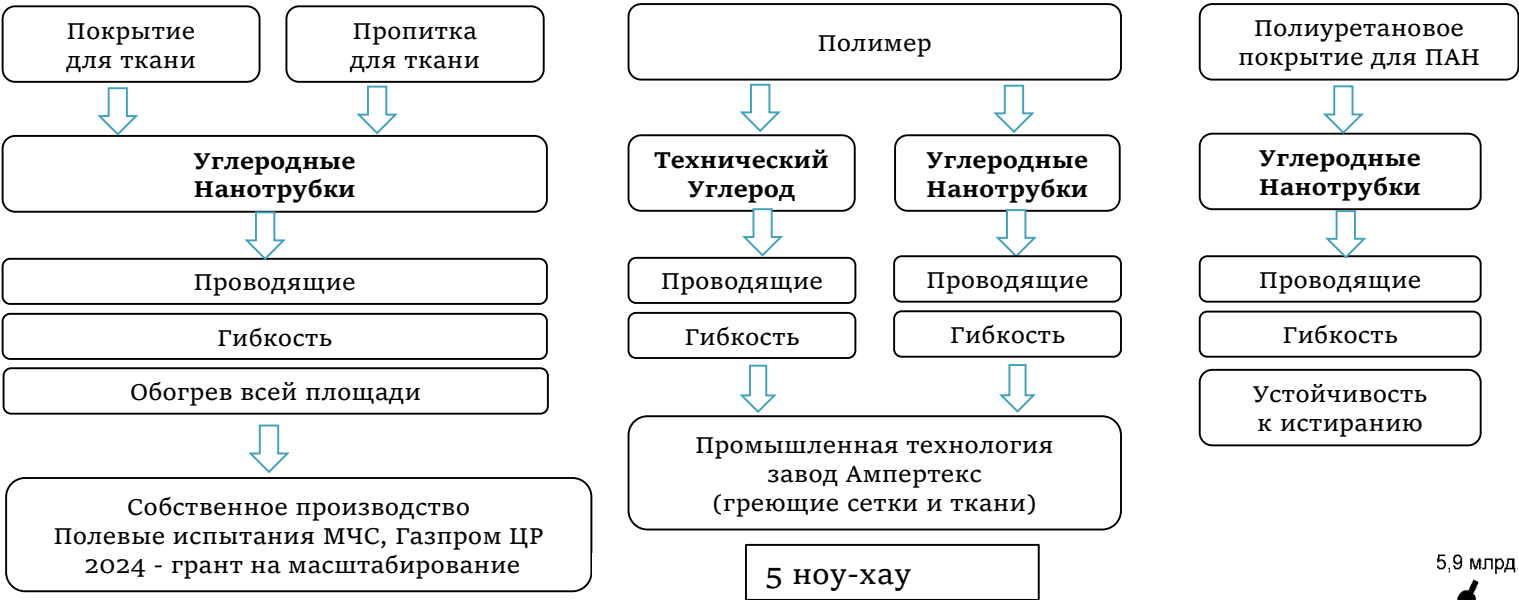 Покрытие
для ткани
Пропитка
для ткани
Углеродные
Нанотрубки
Проводящие
Гибкость
Обогрев всей площади
Собственное производство
Полевые испытания МЧС, Газпром ЦР
2024 - грант на масштабирование
Полимер
Технический
Углерод
Углеродные
Нанотрубки
Проводящие
Гибкость
Проводящие
Гибкость
Промышленная технология
завод Ампертекс
(греющие сетки и ткани)
5 ноу-хау
Полиуретановое
покрытие для ПАН
Углеродные
Нанотрубки
Проводящие
Гибкость
Устойчивость
к истиранию
5,9 млрд.